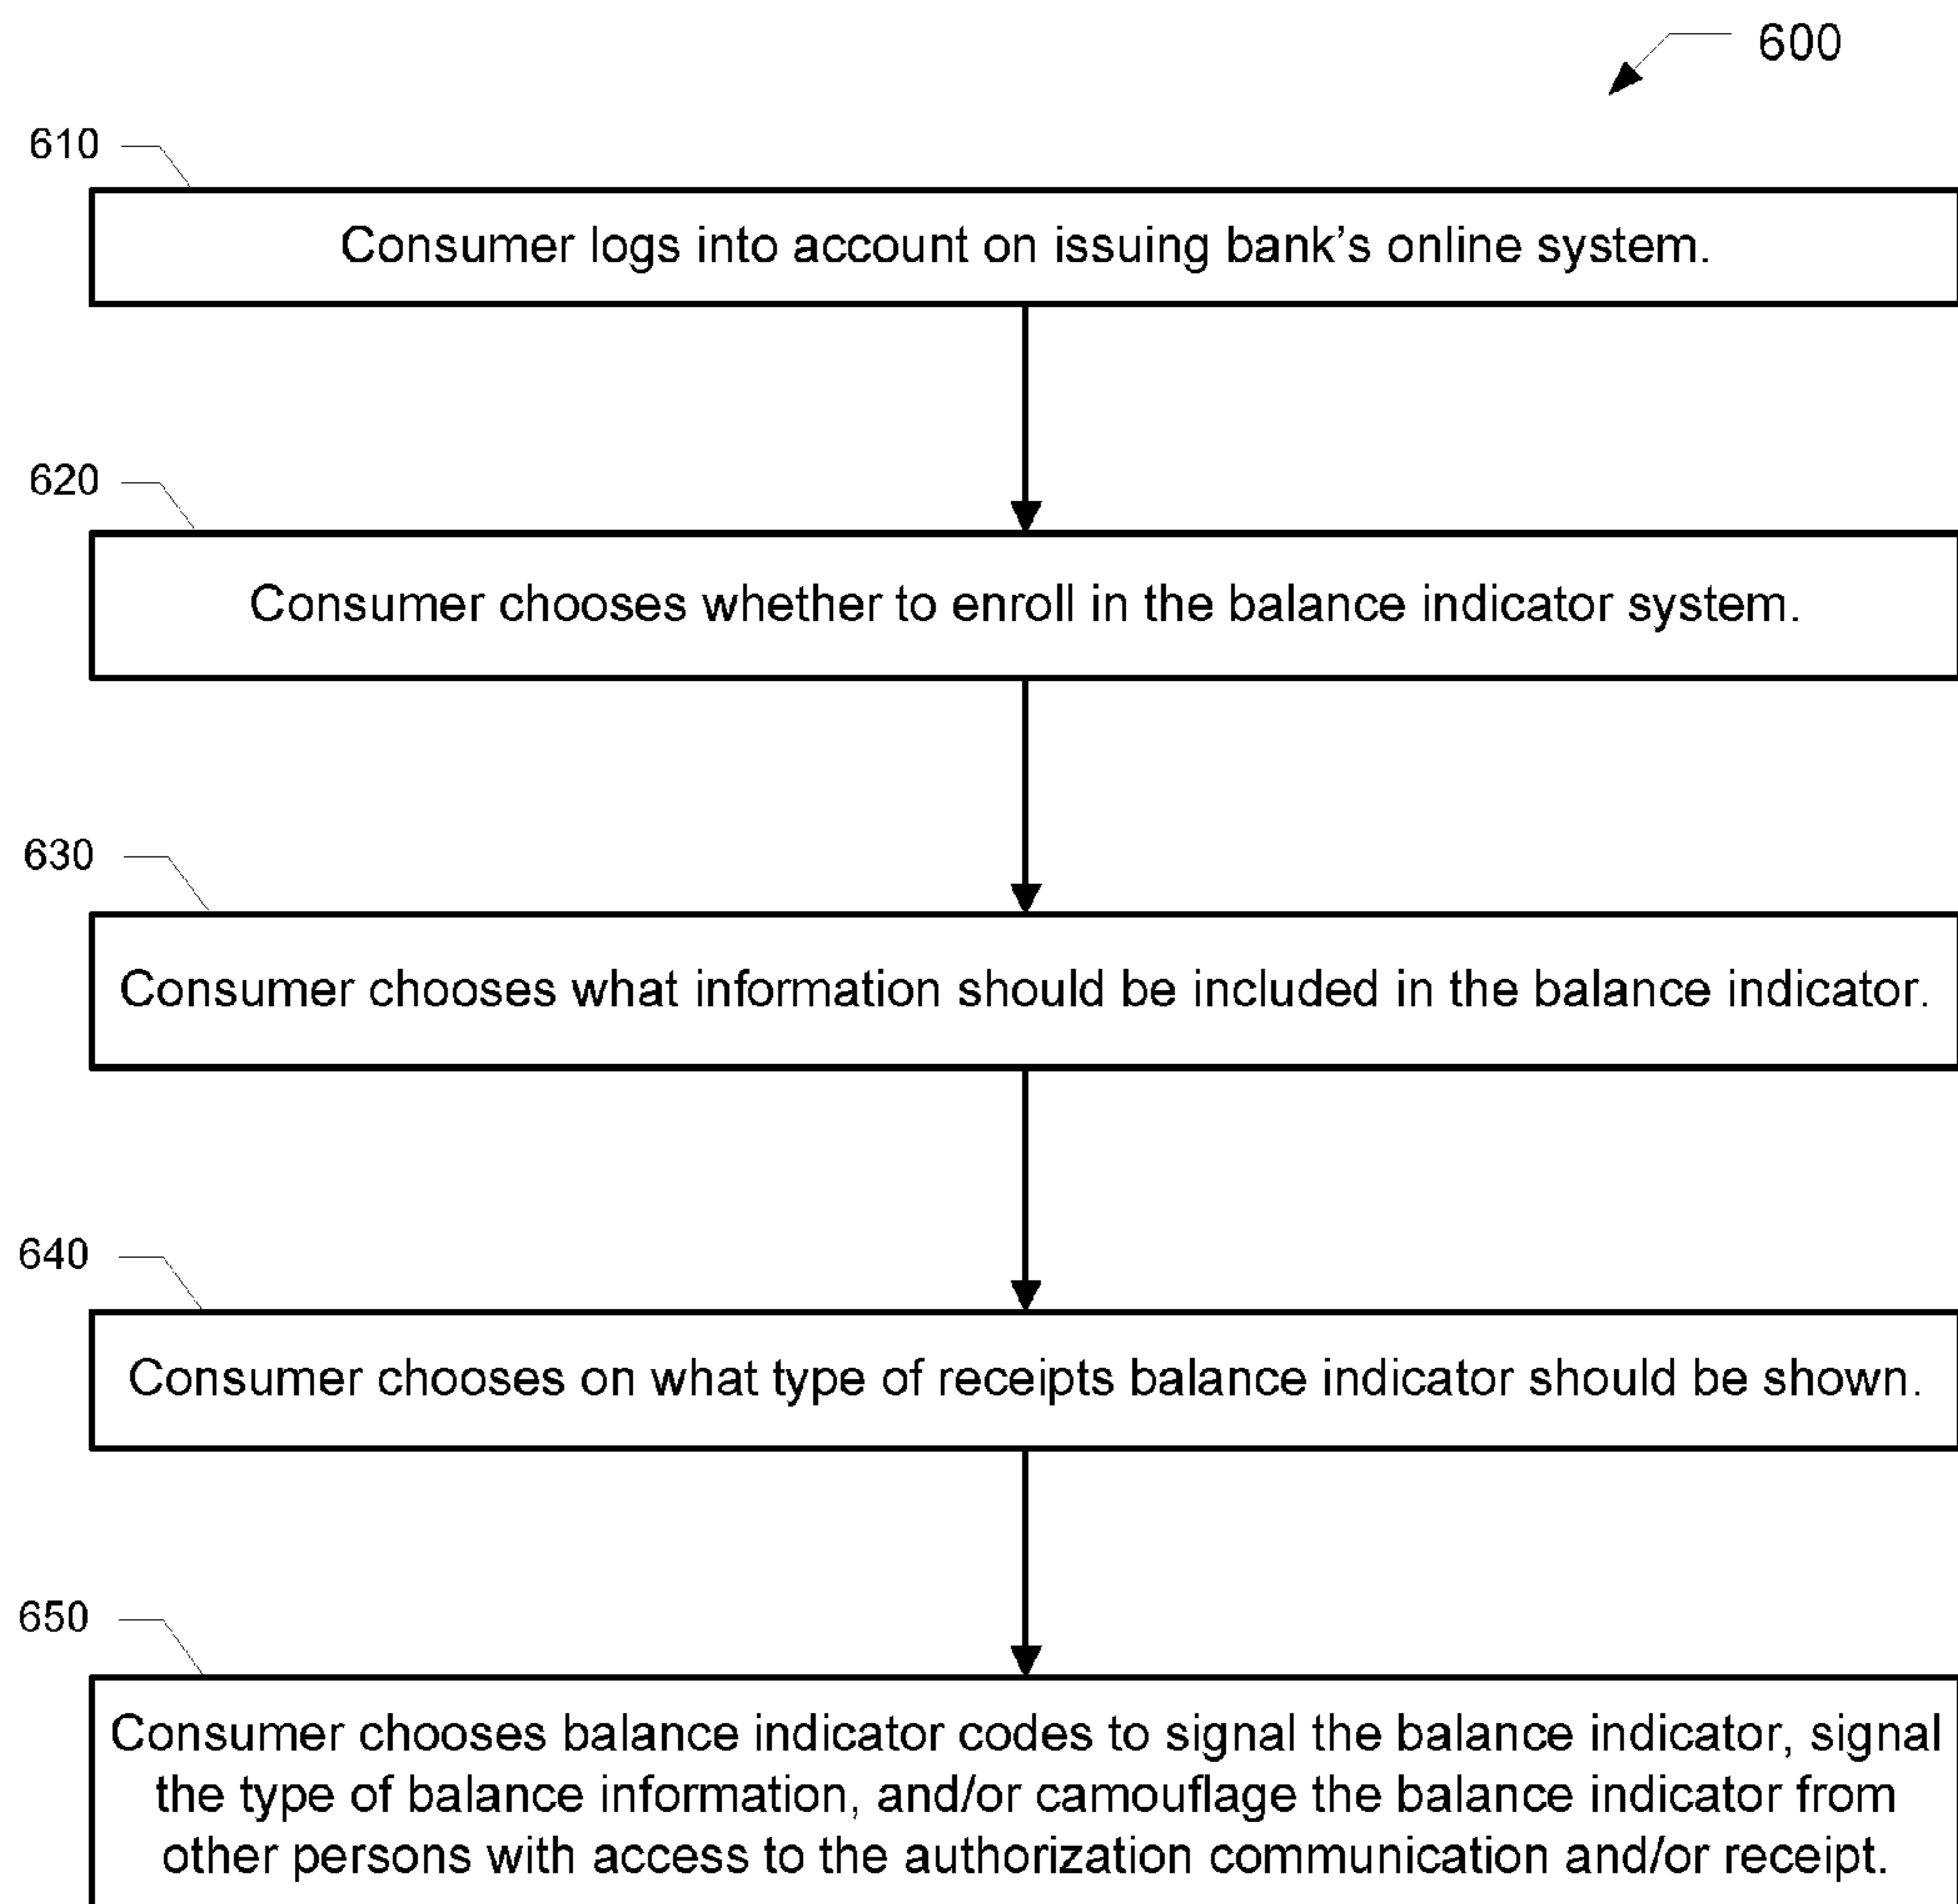 600
610
Consumer logs into account on issuing bank's online system.
620
Consumer chooses whether to enroll in the balance indicator system.
630
Consumer chooses what information should be included in the balance indicator.
640
Consumer chooses on what type of receipts balance indicator should be shown.
650
Consumer chooses balance indicator codes to signal the balance indicator, signal
the type of balance information, and/or camouflage the balance indicator from
other persons with access to the authorization communication and/or receipt.